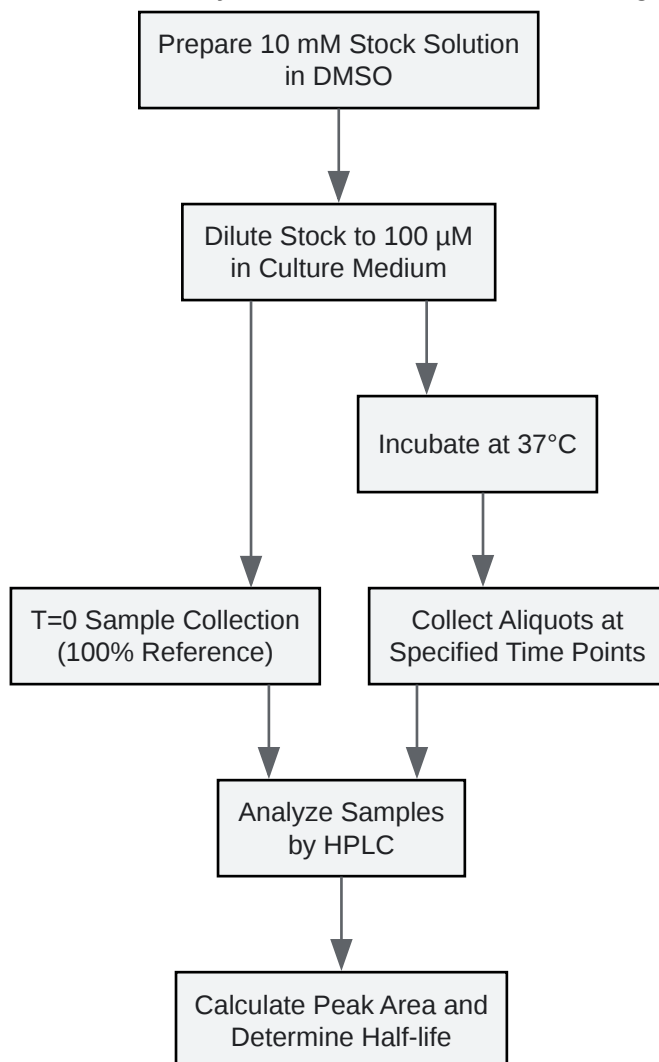 Prepare 10 mM Stock Solution
in DMSO
Dilute Stock to 100 µM
in Culture Medium
Incubate at 37°C
T=0 Sample Collection
(100% Reference)
Collect Aliquots at
Specified Time Points
Analyze Samples
by HPLC
Calculate Peak Area and
Determine Half-life